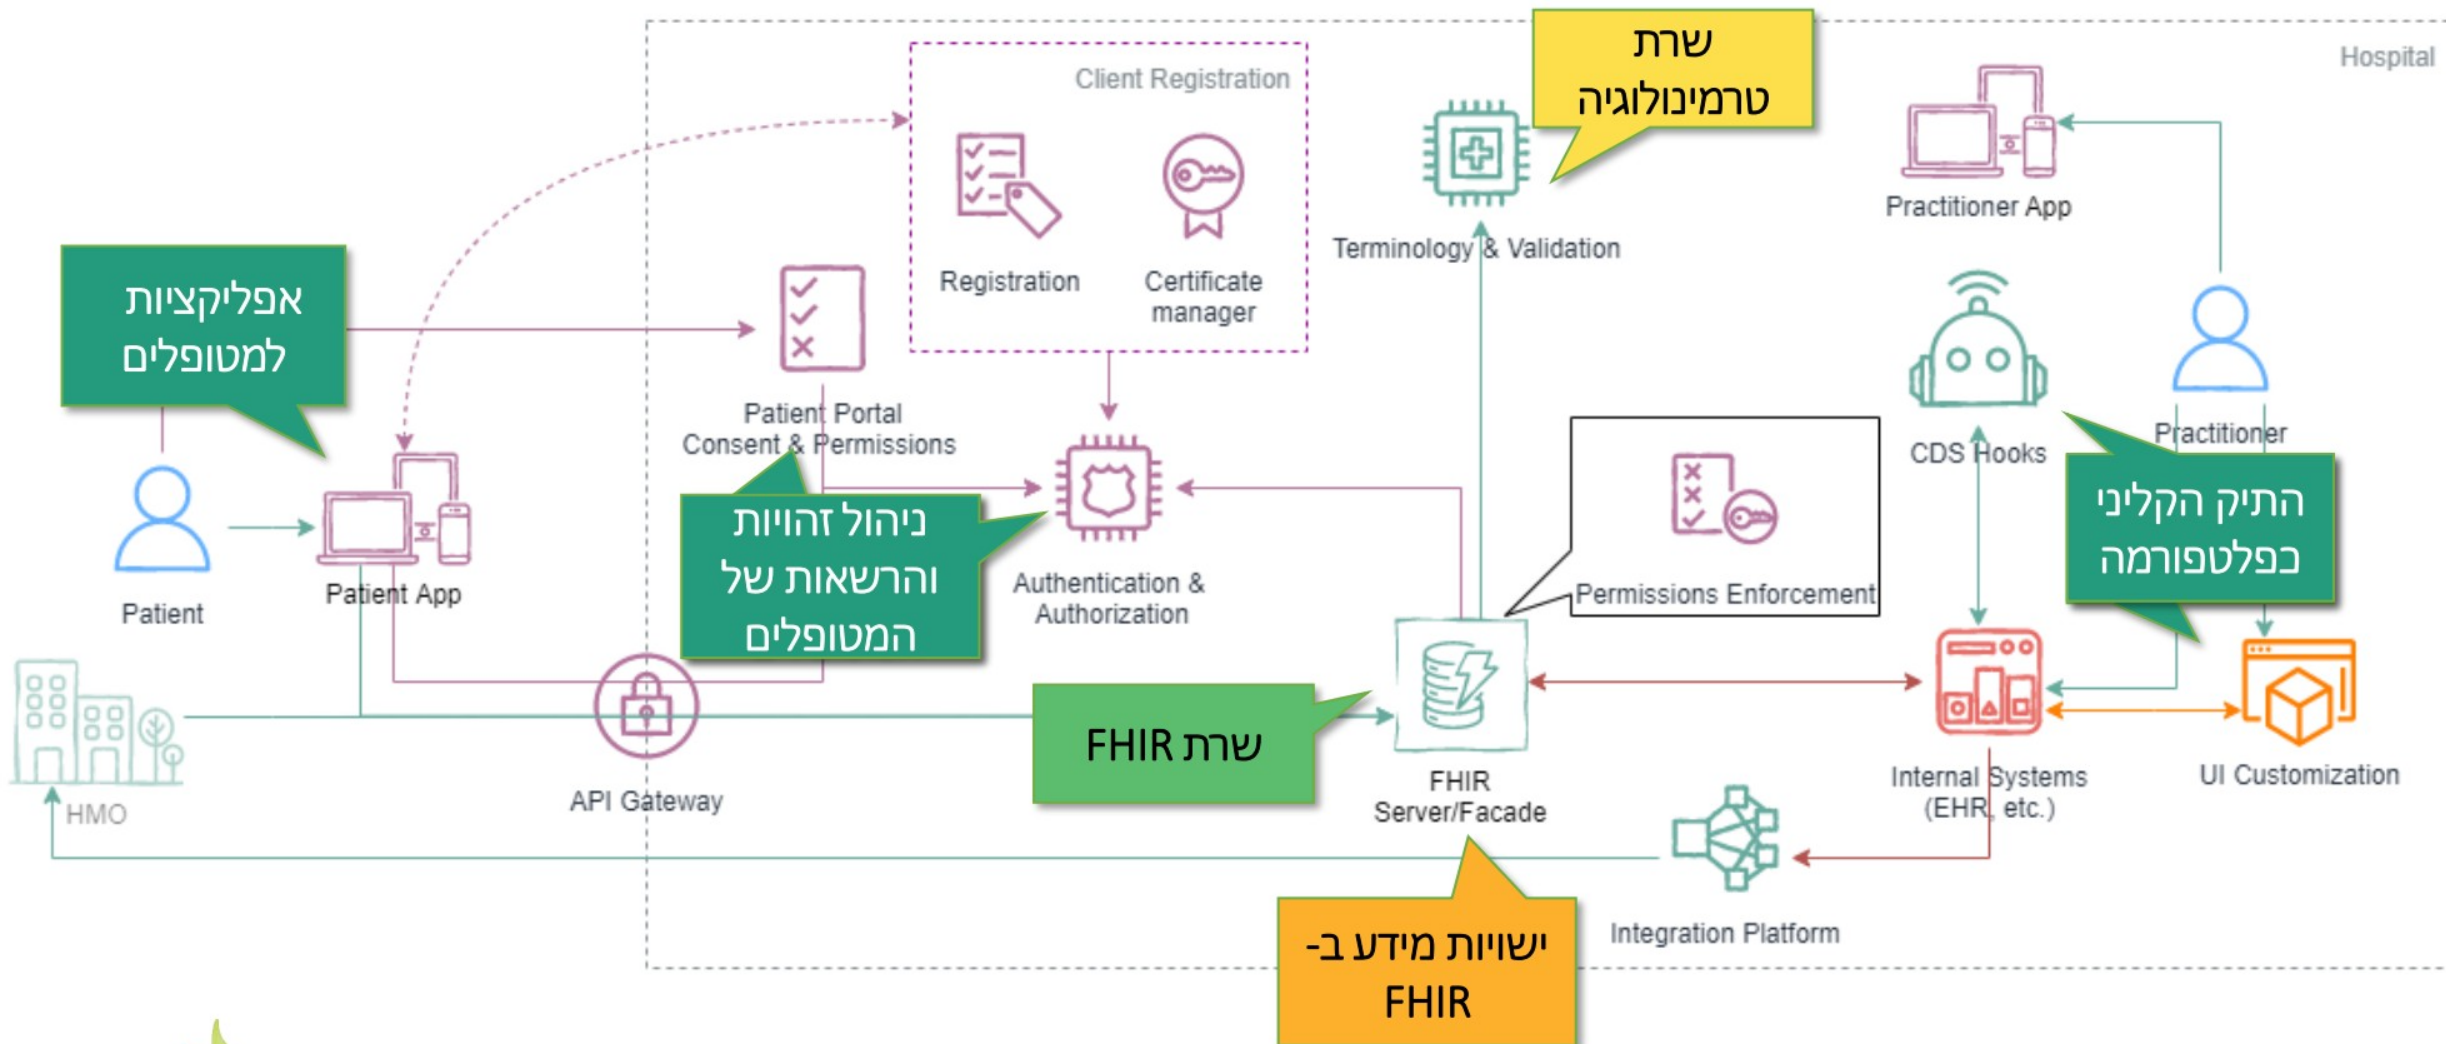 שרת
טרמינולוגיה
Hospital
Client Registration
Registration
Certificate
manager
Terminology & Validation
Practitioner App
אפליקציות
למטופלים
Patient Portal
Consent & Permissions
CDS Hooks
Practitioner
התיק הקליני
כפלטפורמה
ניהול זהויות
והרשאות של
המטופלים
Authentication &
Authorization
Permissions Enforcement
Patient
Patient App
שרת FHIR
HMO
API Gateway
FHIR
Server/Facade
Internal Systems
(EHR, etc.)
UI Customization
Integration Platform
ישויות מידע ב-
FHIR